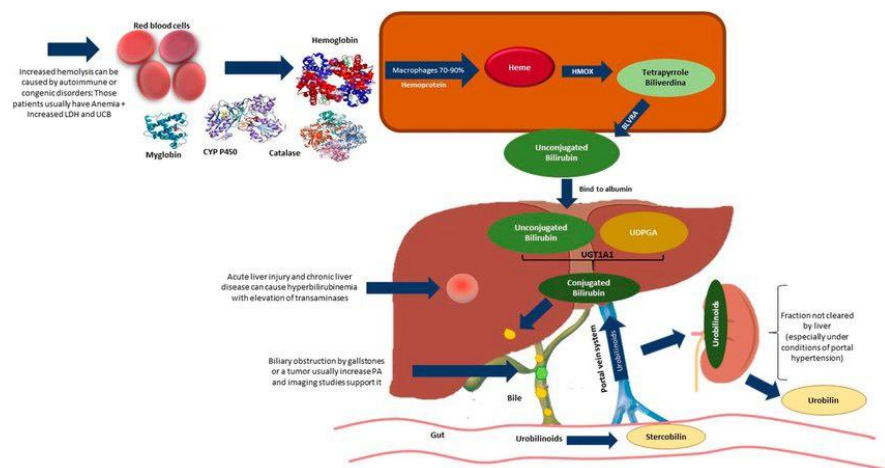 Red blood cells
Increased hemolysis can be
caused by autoimmune or
congenic disorders: Those
patients usually have Anemia +
Increased LDH and UCB
Myglobin
CYP P450
Hemoglobin
Catalase
Macrophages 70-90%
Hemoprotein
Heme
HMOX
Tetrapyrrole
Biliverdina
BLVRA
Unconjugated
Bilirubin
Bind to albumin
Unconjugated
Bilirubin
UDPGA
UGT1A1
Conjugated
Bilirubin
Acute liver injury and chronic liver
disease can cause hyperbilirubinemia
with elevation of transaminases
Biliary obstruction by gallstones
or a tumor usually increase PA
and imaging studies support it
Bile
Portal vein system
Urobilinoids
Urobilinoids
Fraction not cleared
by liver
(especially under
conditions of portal
hypertension)
Urobilin
Gut
Urobilinoids
Stercobilin